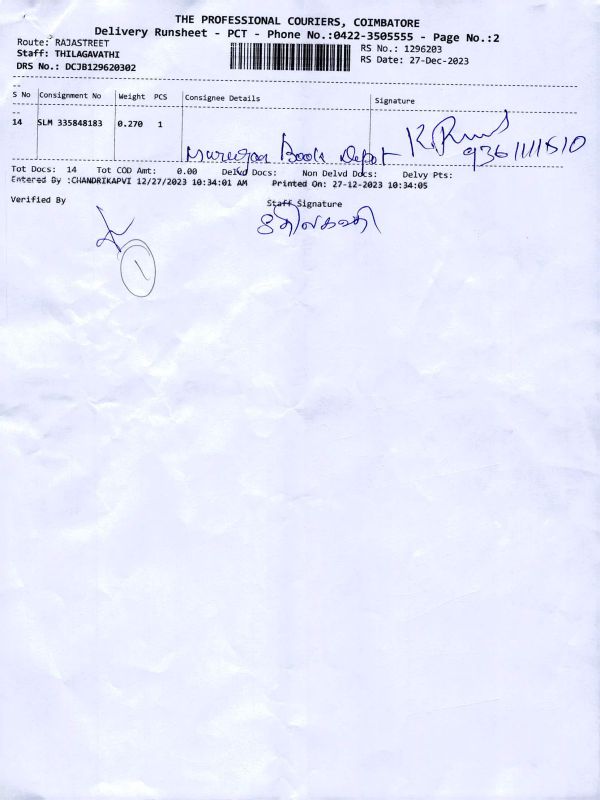 THE PROFESSIONAL COURIERS, COIMBATORE
Delivery Runsheet - PCT - Phone No.:0422-3505555 - Page No.:2
Route: RAJASTREET
RS No.: 1296203
Staff: THILAGAVATHI
RS Date: 27-Dec-2023
DRS No.: DCJB129620302
S No Consignment No Weight PCS Consignee Details Signature
14 SLM 335848183 0.270 1
Murugan Book Depot
Tot Docs: 14 Tot COD Amt: 0.00 Delvd Docs: Non Delvd Docs: Delvy Pts:
Entered By :CHANDRIKAPVI 12/27/2023 10:34:01 AM Printed On: 27-12-2023 10:34:05
Verified By Staff Signature
திலகவதி
1